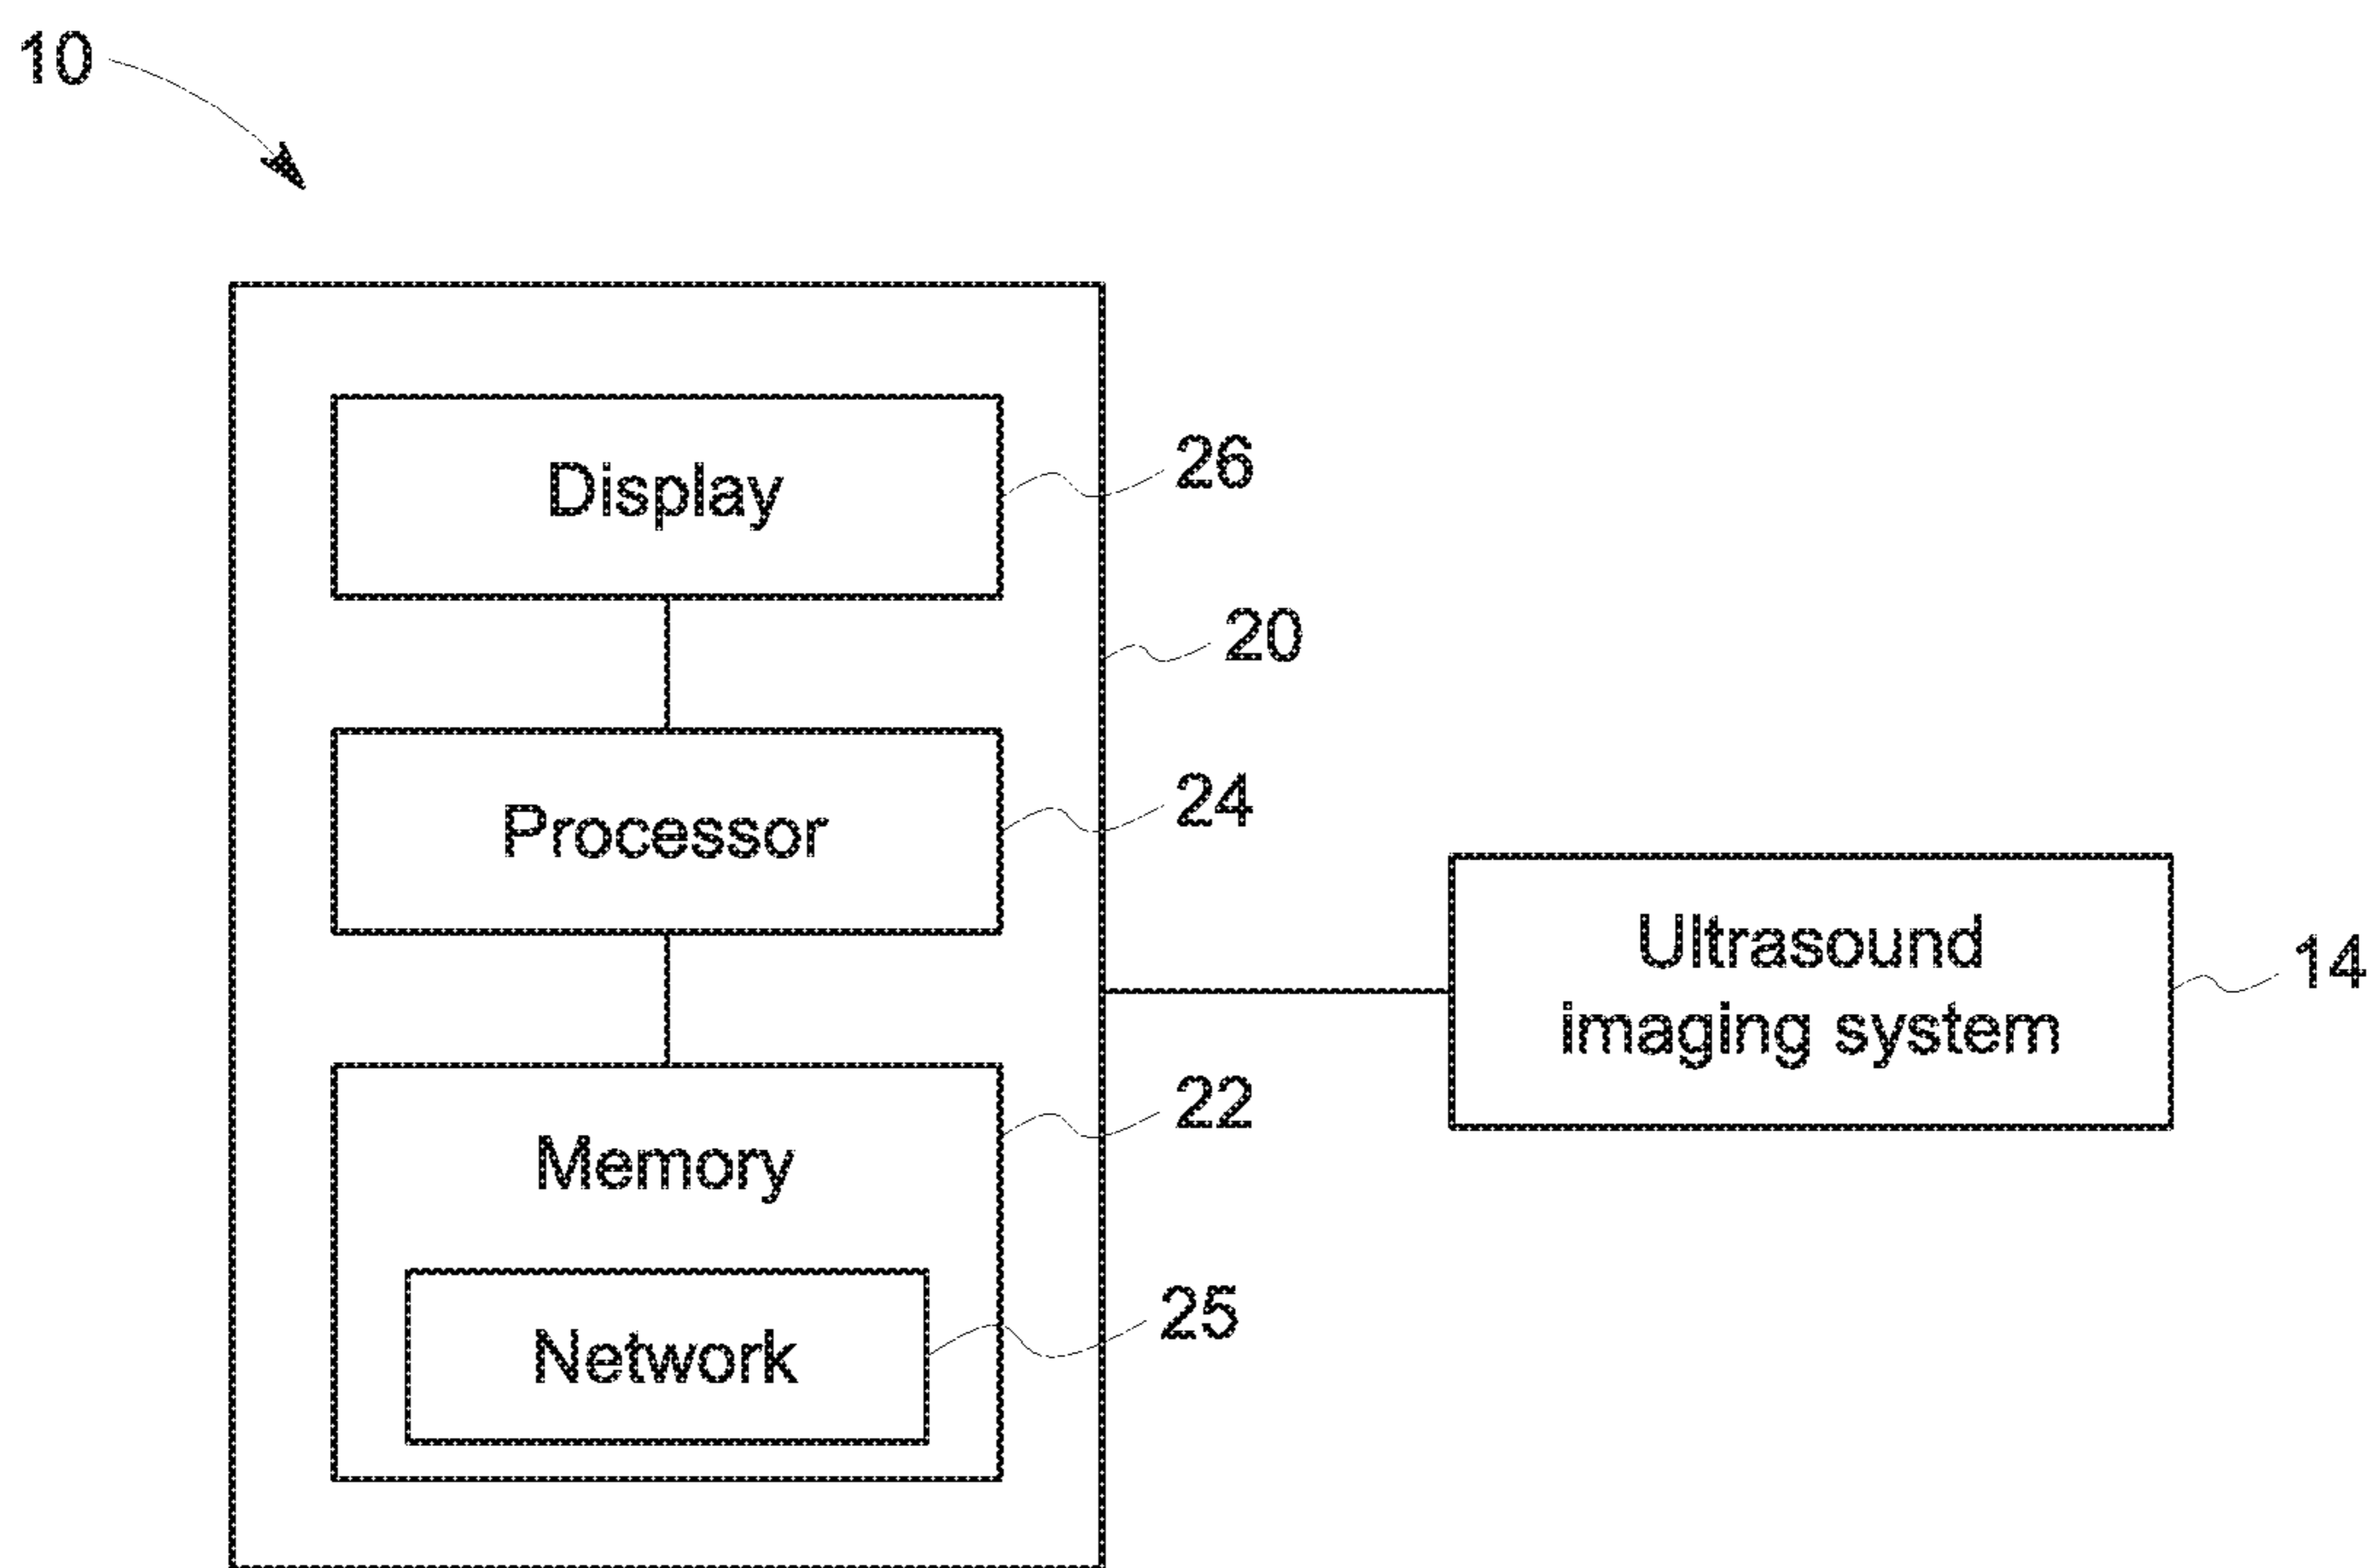 10
Display
26
20
Processor
24
Ultrasound
imaging system
14
Memory
22
Network
25